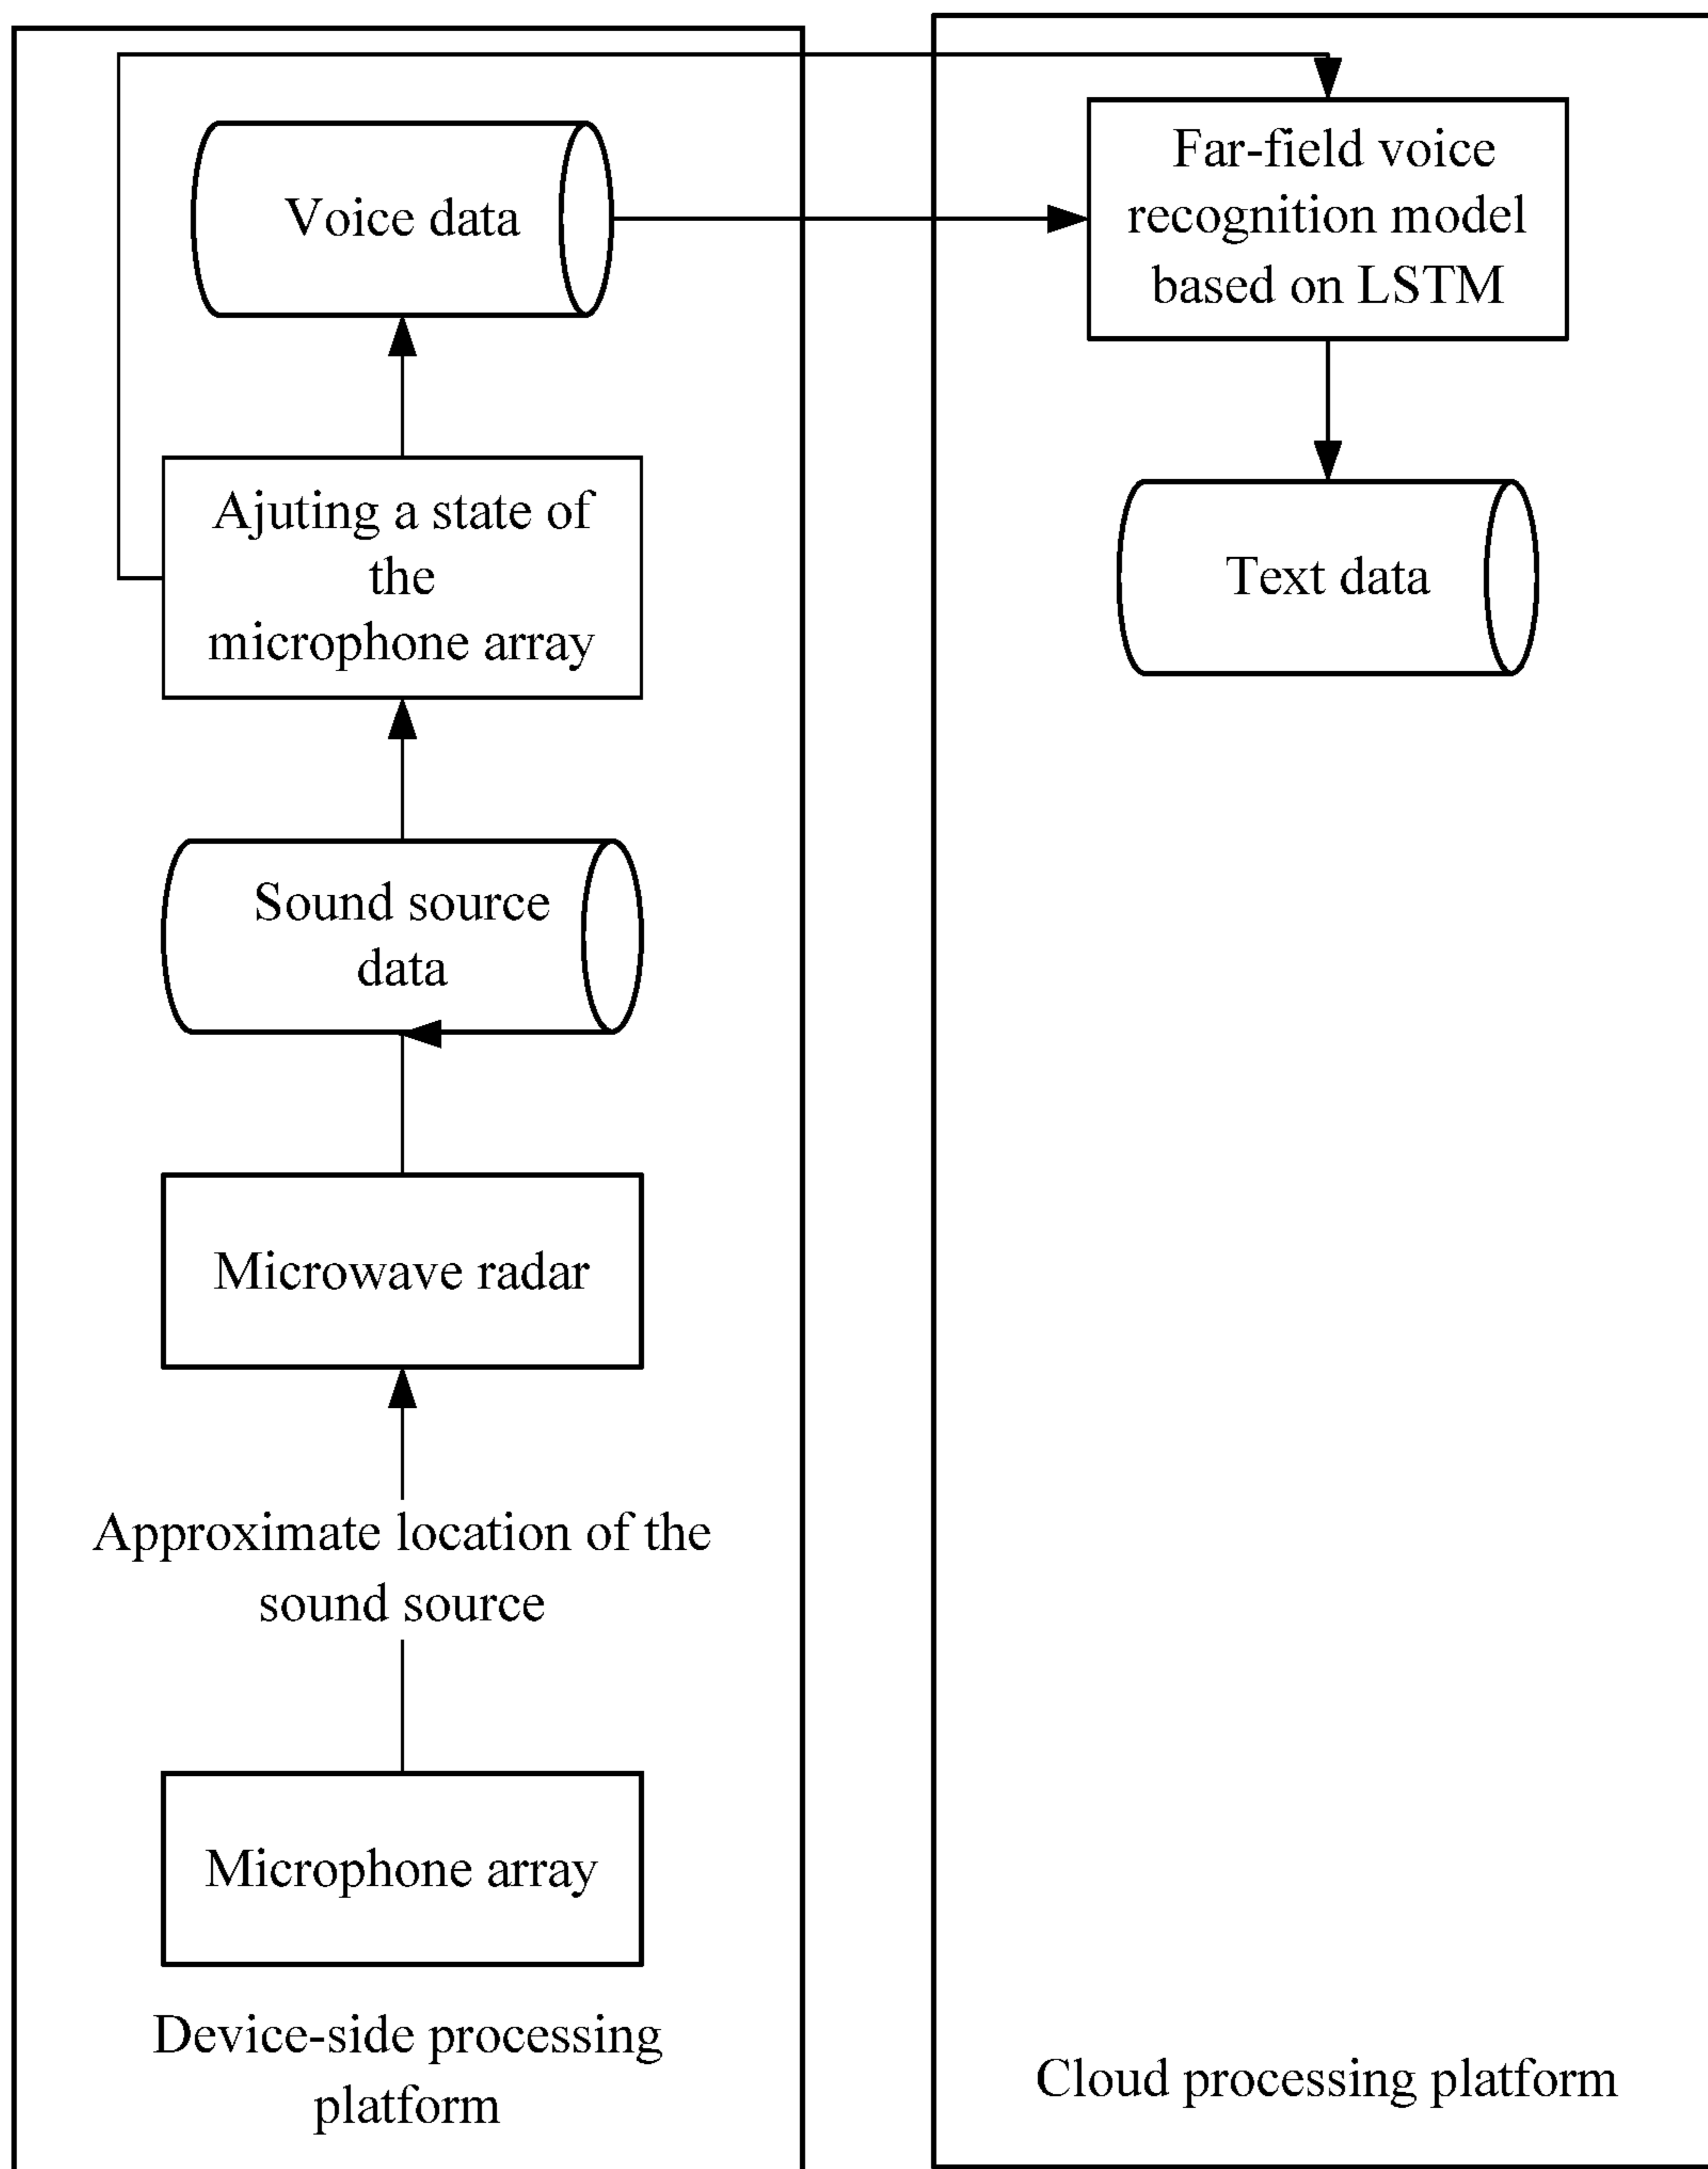 Voice data
Ajuting a state of
the
microphone array
Sound source
data
Microwave radar
Approximate location of the
sound source
Microphone array
Device-side processing
platform
Far-field voice
recognition model
based on LSTM
Text data
Cloud processing platform